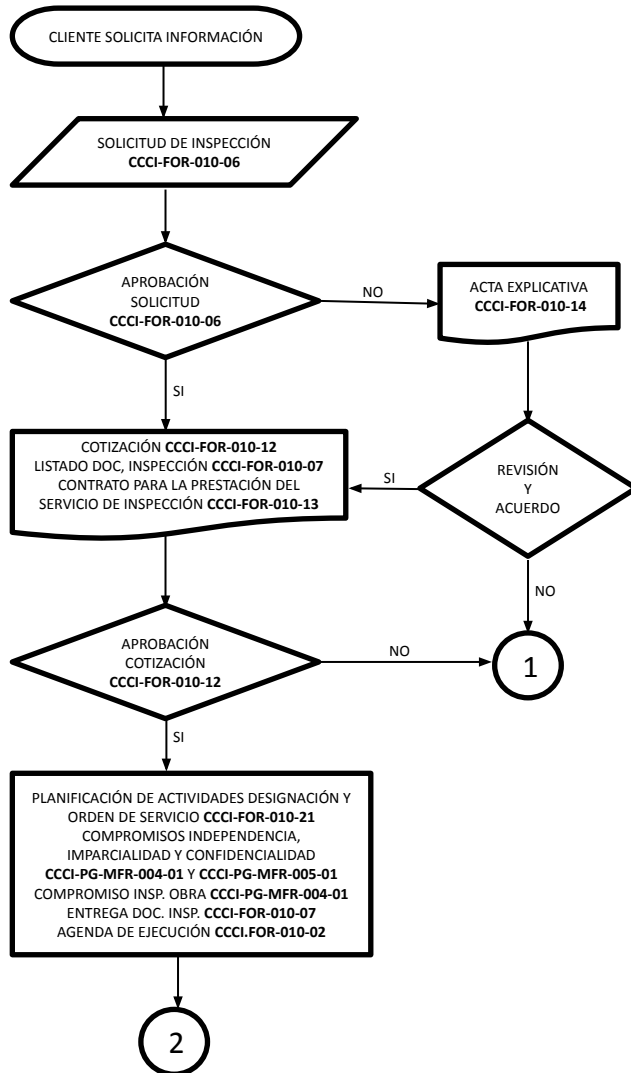 CLIENTE SOLICITA INFORMACIÓN
SOLICITUD DE INSPECCIÓN
CCCI-FOR-010-06
APROBACIÓN
SOLICITUD
CCCI-FOR-010-06
NO
ACTA EXPLICATIVA
CCCI-FOR-010-14
SI
COTIZACIÓN CCCI-FOR-010-12
LISTADO DOC, INSPECCIÓN CCCI-FOR-010-07
CONTRATO PARA LA PRESTACIÓN DEL
SERVICIO DE INSPECCIÓN CCCI-FOR-010-13
SI
REVISIÓN
Y
ACUERDO
NO
1
APROBACIÓN
COTIZACIÓN
CCCI-FOR-010-12
NO
SI
PLANIFICACIÓN DE ACTIVIDADES DESIGNACIÓN Y
ORDEN DE SERVICIO CCCI-FOR-010-21
COMPROMISOS INDEPENDENCIA,
IMPARCIALIDAD Y CONFIDENCIALIDAD
CCCI-PG-MFR-004-01 Y CCCI-PG-MFR-005-01
COMPROMISO INSP. OBRA CCCI-PG-MFR-004-01
ENTREGA DOC. INSP. CCCI-FOR-010-07
AGENDA DE EJECUCIÓN CCCI.FOR-010-02
2